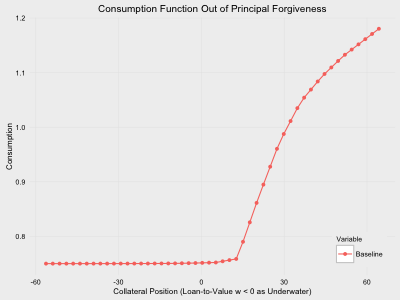 Consumption Function Out of Principal Forgiveness
1.2
1.1
1.0
0.9
0.8
Consumption
-60
-30
0
30
60
Collateral Position (Loan-to-Value w < 0 as Underwater)
Variable
Baseline